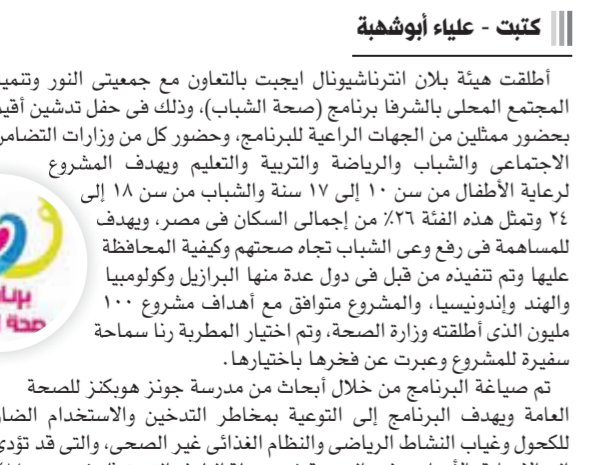 كتبت - علياء أبوشهبة
أطلقت هيئة بلان انترناشيونال ايجبت بالتعاون مع جمعيتى النور
المجتمع المحلى بالشرفا برنامج (صحة الشباب)، وذلك فى حفل تدشين
بحضور ممثلين من الجهات الراعية للبرنامج، وحضور كل من وزارات
الاجتماعى والشباب والرياضة والتربية والتعليم ويهدف المشروع
لرعاية الأطفال من سن ١٠ إلى ١٧ سنة والشباب من سن ١٨ إلى
٢٤ وتمثل هذه الفئة ٢٦٪ من إجمالى السكان فى مصر، ويهدف
للمساهمة فى رفع وعى الشباب تجاه صحتهم وكيفية المحافظة
عليها وتم تنفيذه من قبل فى دول عدة منها البرازيل وكولومبيا
والهند وإندونيسيا، والمشروع متوافق مع أهداف مشروع ١٠٠
مليون الذى أطلقته وزارة الصحة، وتم اختيار المطربة رنا سماحة
سفيرة للمشروع وعبرت عن فخرها باختيارها.
تم صياغة البرنامج من خلال أبحاث من مدرسة جونز هوبكنز للصحة
العامة ويهدف البرنامج إلى التوعية بمخاطر التدخين والاستخدام
للكحول وغياب النشاط الرياضى والنظام الغذائى غير الصحى، والتى قد تؤدى
صحة